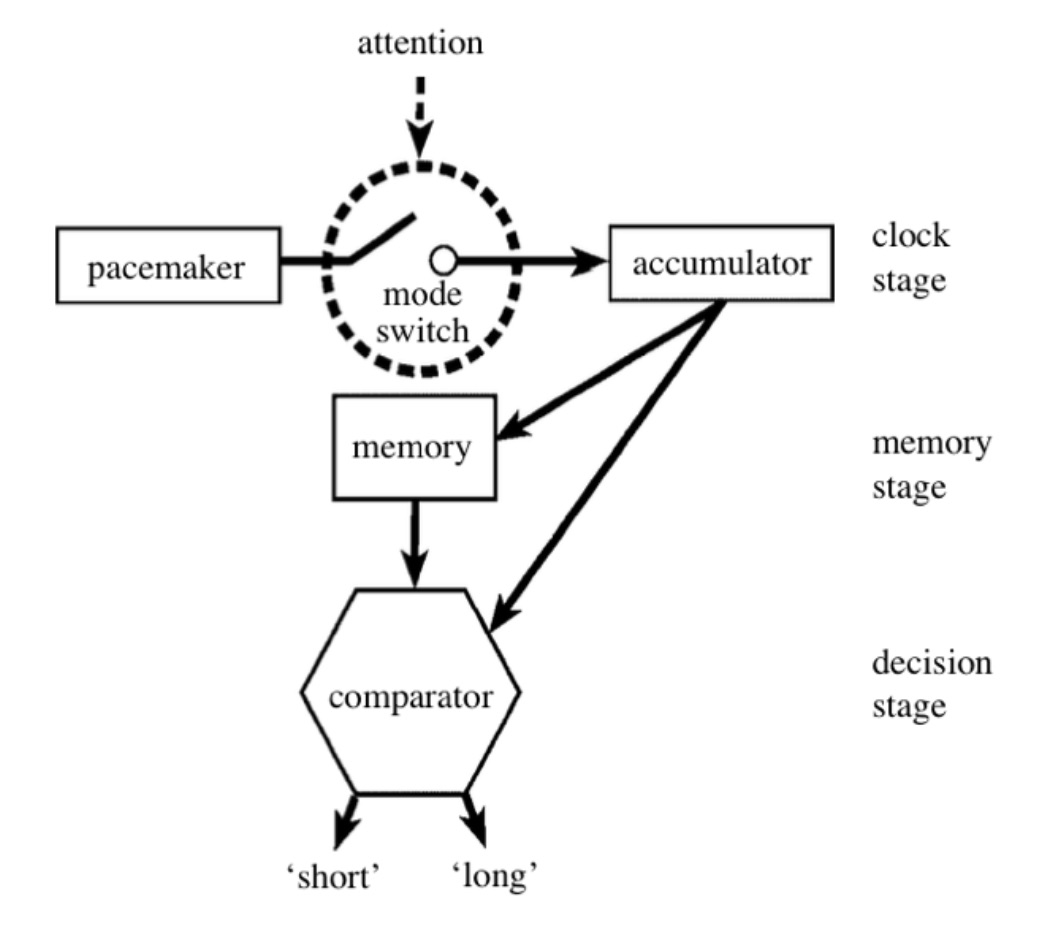 attention
pacemaker
mode
switch
accumulator
clock
stage
memory
memory
stage
comparator
decision
stage
‘short’
‘long’